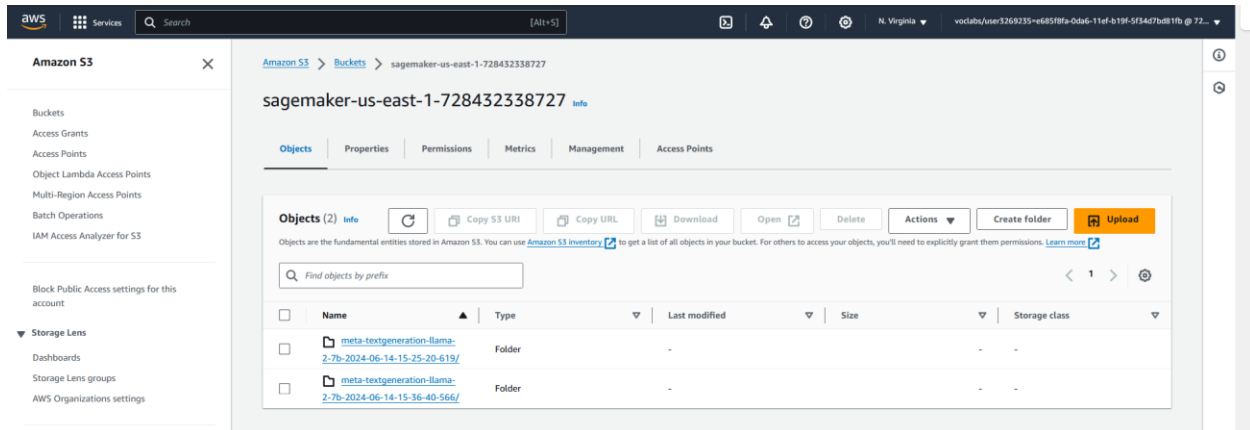 aws Services Search [Alt+S] N. Virginia voclabs/user3269235=e685f8fa-0da6-11ef-b19f-5f34d7bd81fb @ 72...
Amazon S3
Buckets
Access Grants
Access Points
Object Lambda Access Points
Multi-Region Access Points
Batch Operations
IAM Access Analyzer for S3
Block Public Access settings for this
account
Storage Lens
Dashboards
Storage Lens groups
AWS Organizations settings
Amazon S3 > Buckets > sagemaker-us-east-1-728432338727
sagemaker-us-east-1-728432338727 Info
Objects Properties Permissions Metrics Management Access Points
Objects (2) Info Copy S3 URI Copy URL Download Open Delete Actions Create folder Upload
Objects are the fundamental entities stored in Amazon S3. You can use Amazon S3 inventory to get a list of all objects in your bucket. For others to access your objects, you'll need to explicitly grant them permissions. Learn more
Find objects by prefix < 1 >
Name Type Last modified Size Storage class
meta-textgeneration-llama-
2-7b-2024-06-14-15-25-20-619/ Folder - - -
meta-textgeneration-llama-
2-7b-2024-06-14-15-36-40-566/ Folder - - -